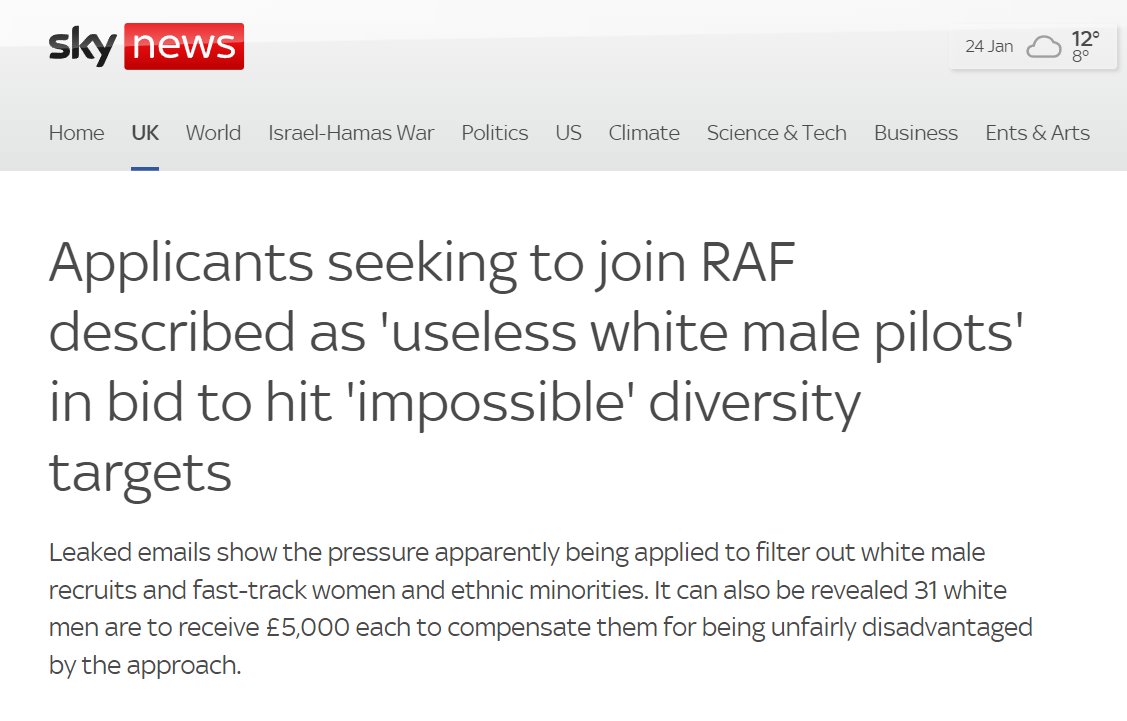 sky news
24 Jan 12° 8°
Home UK World Israel-Hamas War Politics US Climate Science & Tech Business Ents & Arts
Applicants seeking to join RAF
described as 'useless white male pilots'
in bid to hit 'impossible' diversity
targets
Leaked emails show the pressure apparently being applied to filter out white male
recruits and fast-track women and ethnic minorities. It can also be revealed 31 white
men are to receive £5,000 each to compensate them for being unfairly disadvantaged
by the approach.